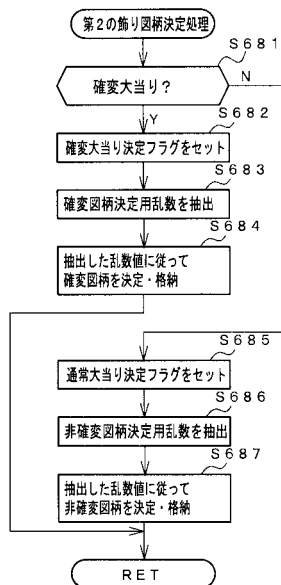 第２の飾り図柄決定処理
Ｓ６８１
確変大当り？
Ｎ
Ｙ
Ｓ６８２
確変大当り決定フラグをセット
Ｓ６８３
確変図柄決定用乱数を抽出
Ｓ６８４
抽出した乱数値に従って
確変図柄を決定・格納
Ｓ６８５
通常大当り決定フラグをセット
Ｓ６８６
非確変図柄決定用乱数を抽出
Ｓ６８７
抽出した乱数値に従って
非確変図柄を決定・格納
ＲＥＴ